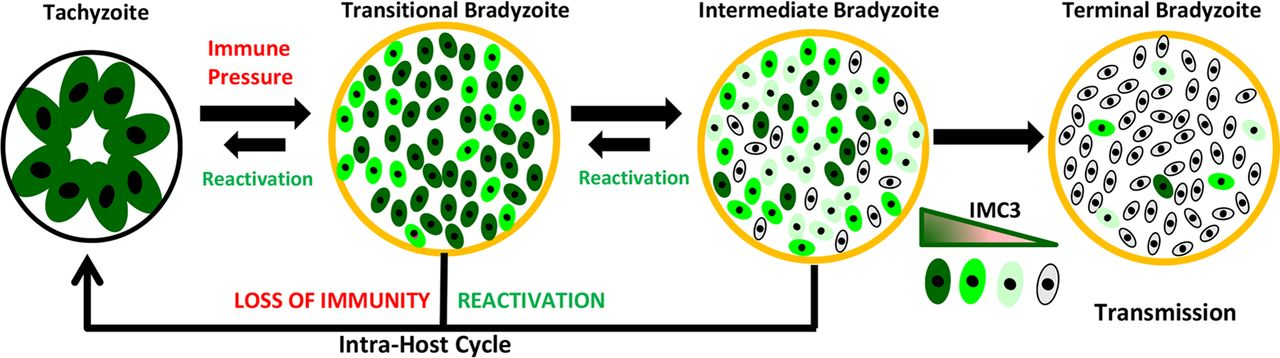 Tachyzoite
Transitional Bradyzoite
Intermediate Bradyzoite
Terminal Bradyzoite
Immune
Pressure
Reactivation
Reactivation
IMC3
LOSS OF IMMUNITY
REACTIVATION
Transmission
Intra-Host Cycle